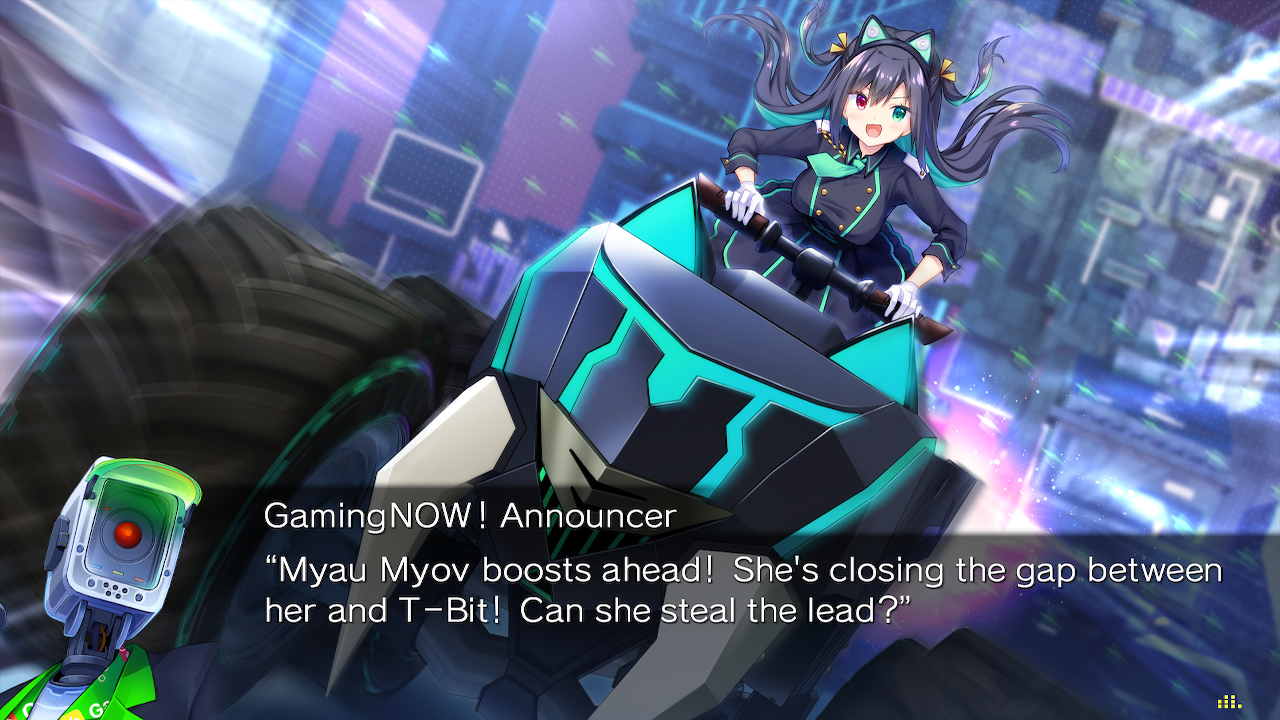 GamingNOW! Announcer
“Myau Myov boosts ahead! She's closing the gap between
her and T-Bit! Can she steal the lead?”